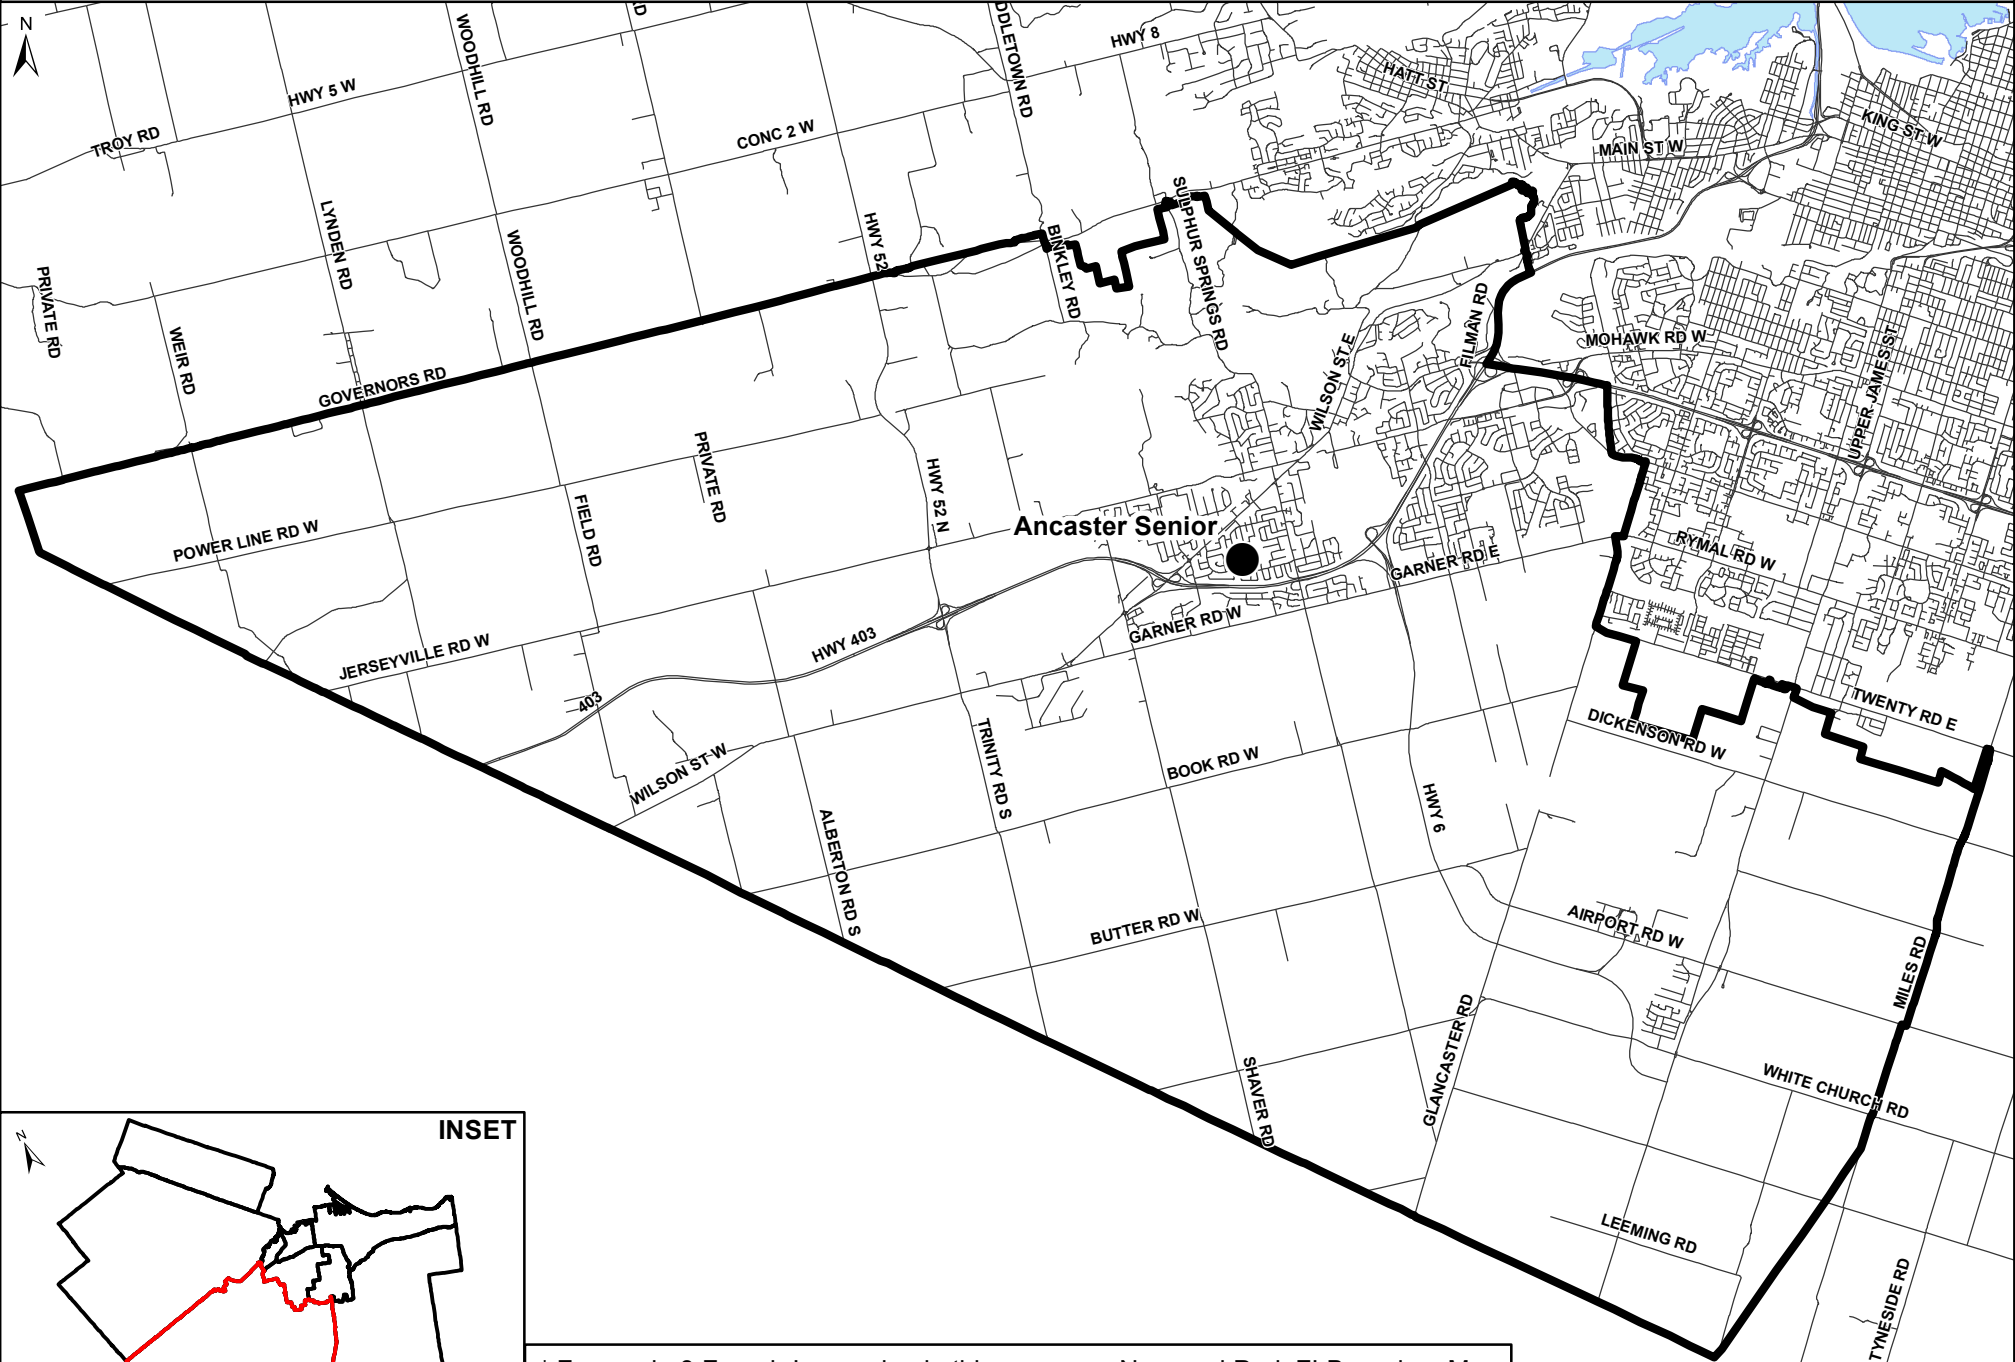 N
WOODHILL RD
RD
DDLETOWN RD
HWY 8
HATT ST
HWY 5 W
TROY RD
CONC 2 W
KING ST W
MAIN ST W
LYNDEN RD
WOODHILL RD
HWY 52
BINKLEY RD
SULPHUR SPRINGS RD
PRIVATE RD
WEIR RD
GOVERNORS RD
FILMAN RD
MOHAWK RD W
WILSON ST E
UPPER JAMES ST
PRIVATE RD
HWY 52 N
FIELD RD
POWER LINE RD W
Ancaster Senior
RYMAL RD W
GARNER RD E
GARNER RD W
JERSEYVILLE RD W
HWY 403
403
TWENTY RD E
DICKENSON RD W
TRINITY RD S
BOOK RD W
WILSON ST W
HWY 6
ALBERTON RD S
BUTTER RD W
AIRPORT RD W
MILES RD
GLANCASTER RD
SHAVER RD
WHITE CHURCH RD
LEEMING RD
TYNESIDE RD
INSET
N